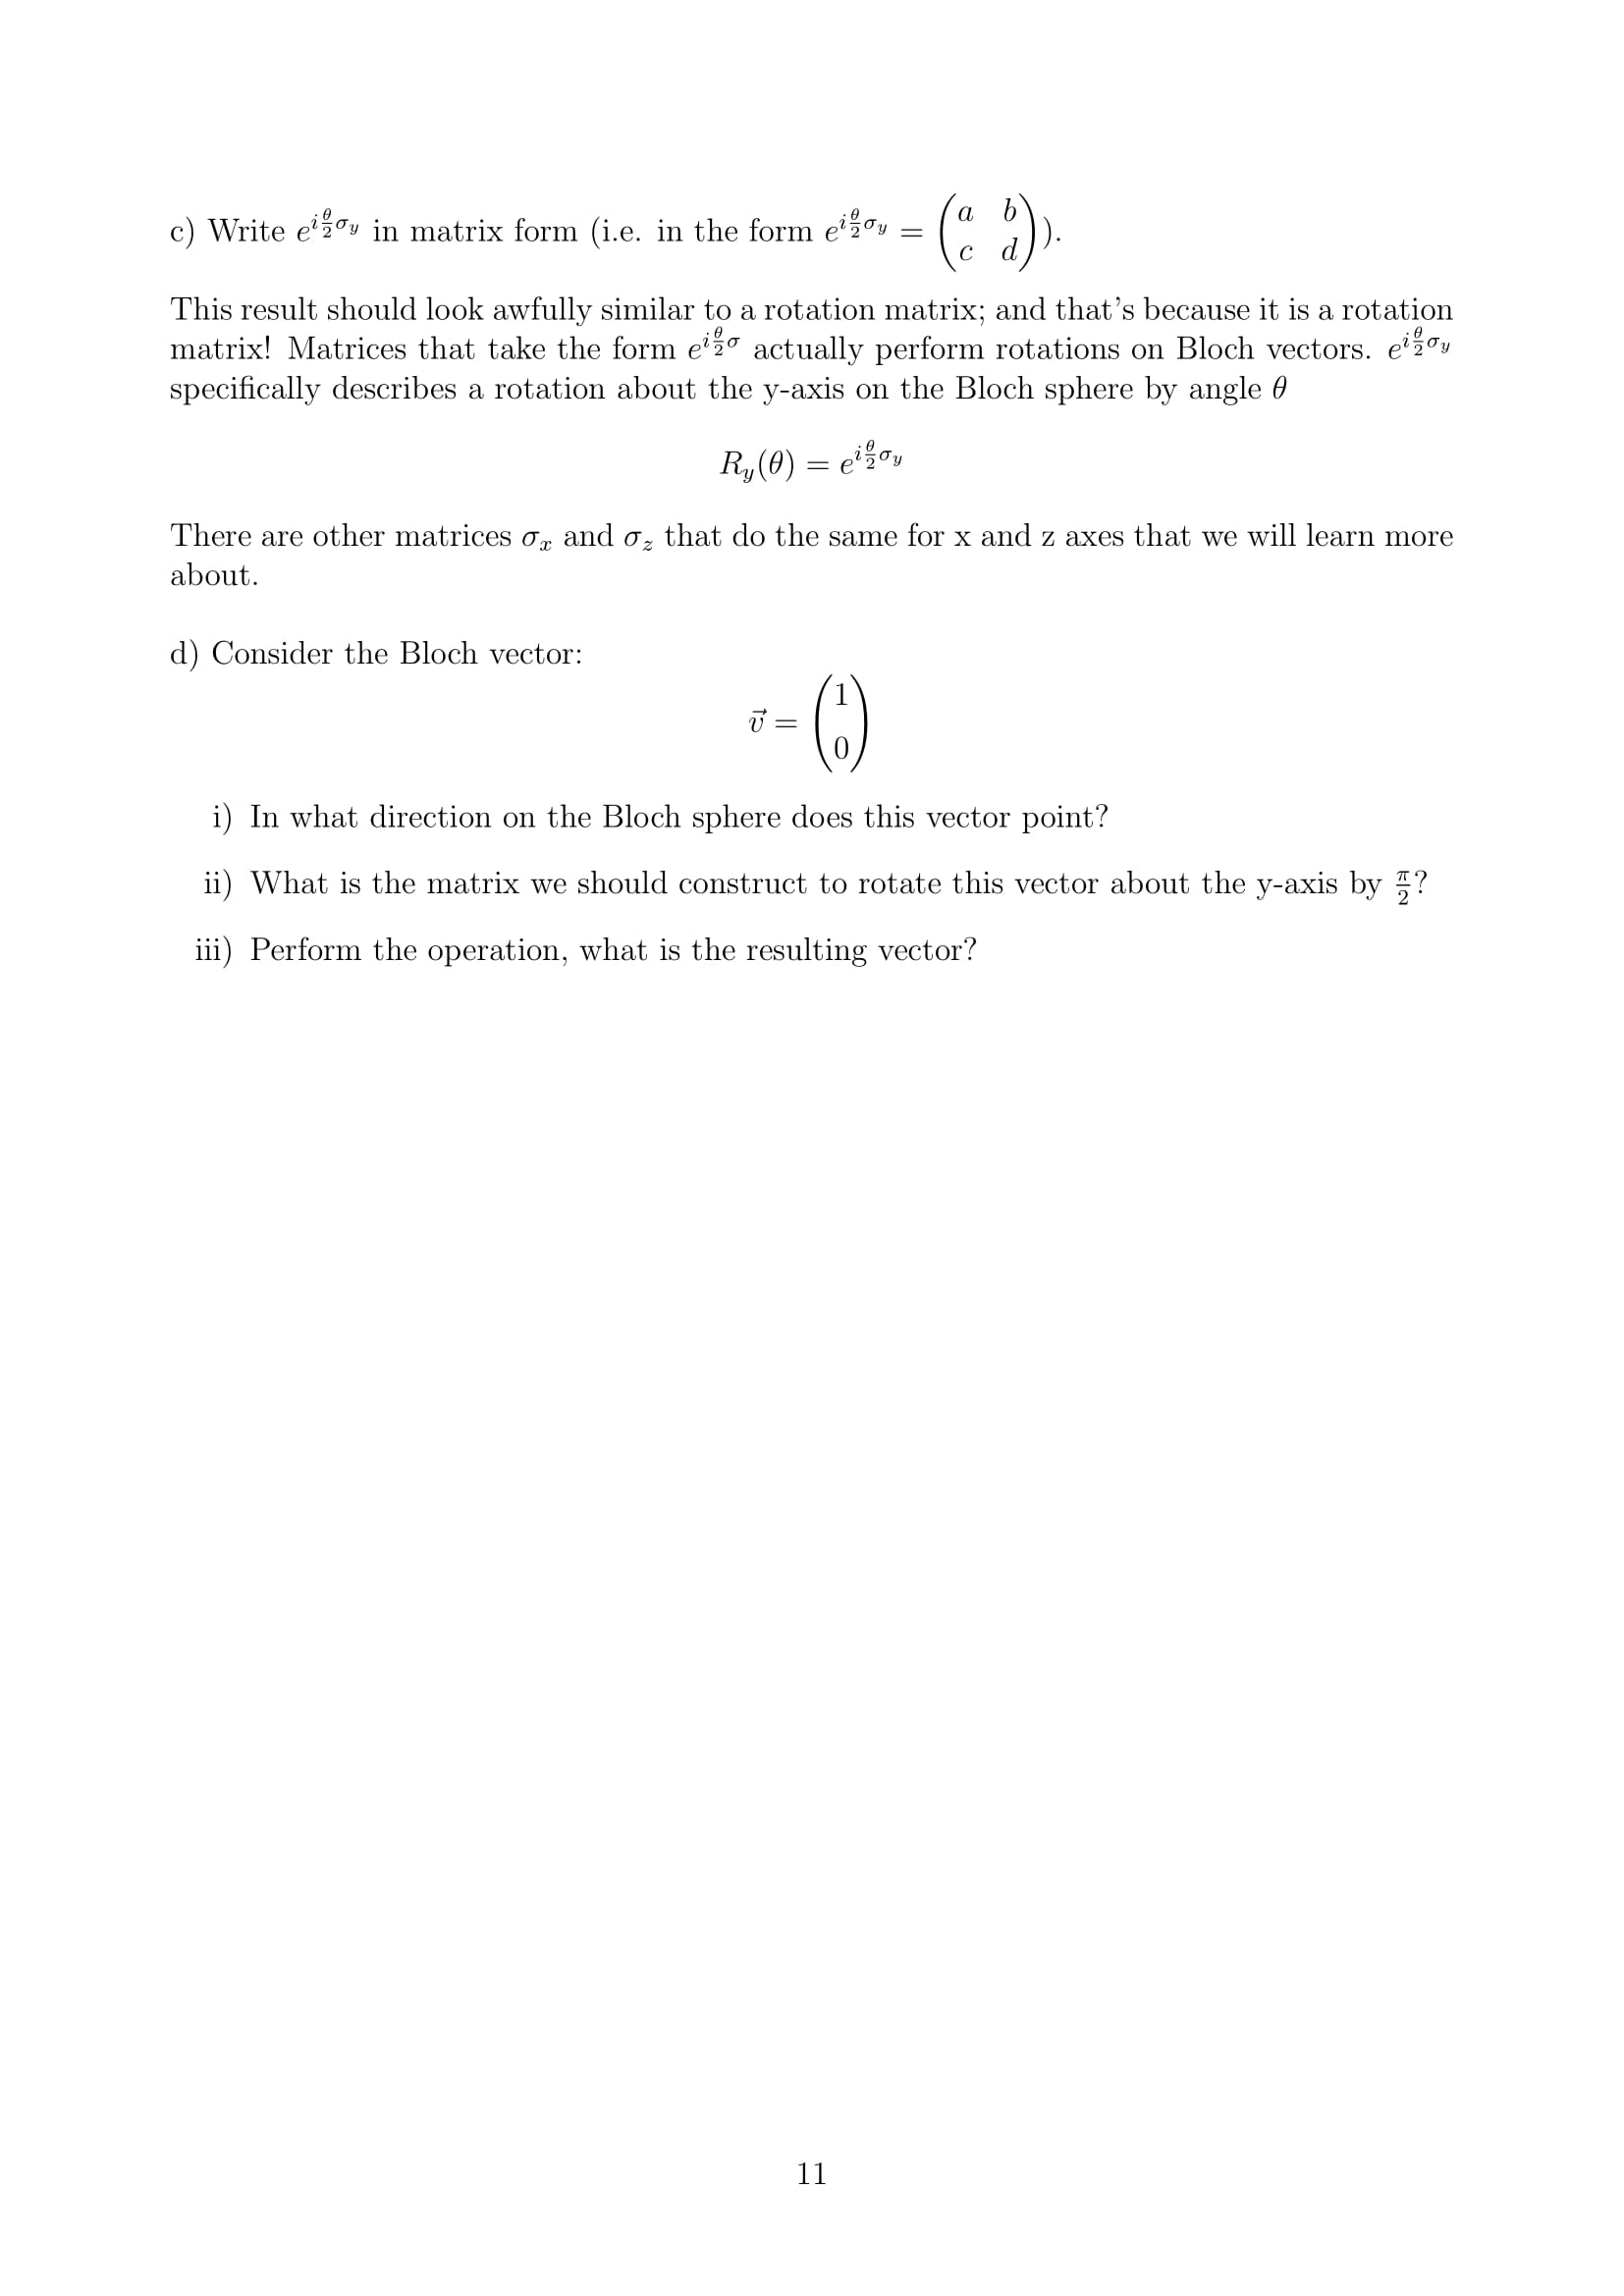 c) Write $e^{i\frac{\theta}{2}\sigma_y}$ in matrix form (i.e. in the form $e^{i\frac{\theta}{2}\sigma_y} = \begin{pmatrix} a & b \\ c & d \end{pmatrix}$).
This result should look awfully similar to a rotation matrix; and that's because it is a rotation
matrix! Matrices that take the form $e^{i\frac{\theta}{2}\sigma}$ actually perform rotations on Bloch vectors. $e^{i\frac{\theta}{2}\sigma_y}$
specifically describes a rotation about the y-axis on the Bloch sphere by angle $\theta$
$R_y(\theta) = e^{i\frac{\theta}{2}\sigma_y}$
There are other matrices $\sigma_x$ and $\sigma_z$ that do the same for x and z axes that we will learn more
about.
d) Consider the Bloch vector:
$\vec{v} = \begin{pmatrix} 1 \\ 0 \end{pmatrix}$
i) In what direction on the Bloch sphere does this vector point?
ii) What is the matrix we should construct to rotate this vector about the y-axis by $\frac{\pi}{2}$?
iii) Perform the operation, what is the resulting vector?
11